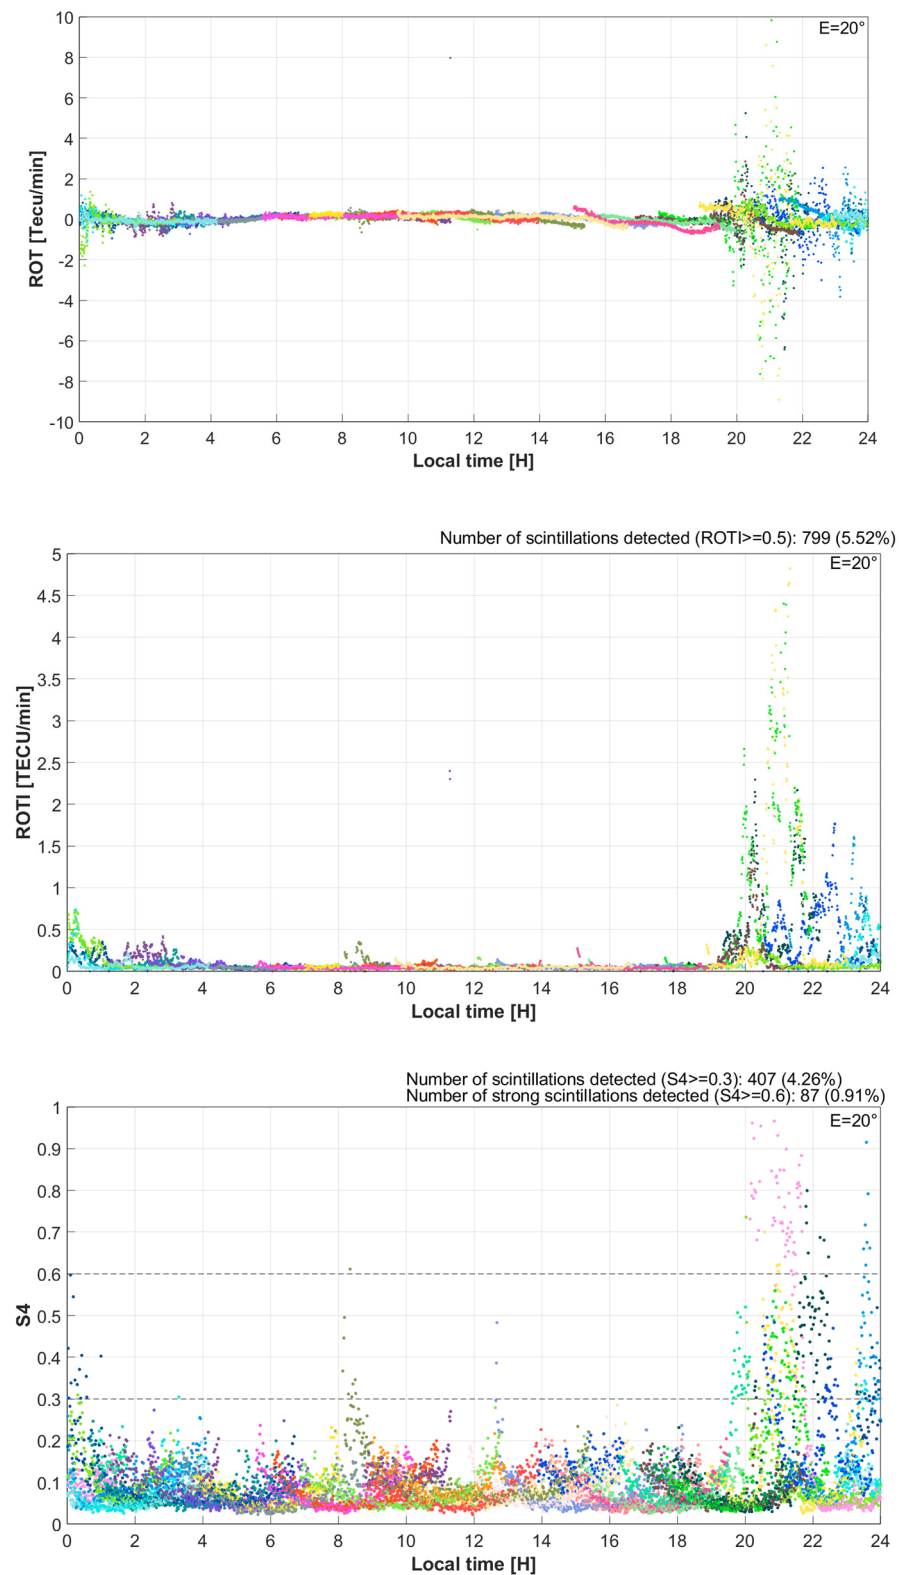 10
E=20°
8
6
4
2
0
-2
-4
-6
-8
-10
ROT [Tecu/min]
0 2 4 6 8 10 12 14 16 18 20 22 24
Local time [H]
Number of scintillations detected (ROTI>=0.5): 799 (5.52%)
5
E=20°
4.5
4
3.5
3
2.5
2
1.5
1
0.5
0
ROTI [TECU/min]
0 2 4 6 8 10 12 14 16 18 20 22 24
Local time [H]
Number of scintillations detected (S4>=0.3): 407 (4.26%)
Number of strong scintillations detected (S4>=0.6): 87 (0.91%)
1
E=20°
0.9
0.8
0.7
0.6
0.5
0.4
0.3
0.2
0.1
0
S4
0 2 4 6 8 10 12 14 16 18 20 22 24
Local time [H]